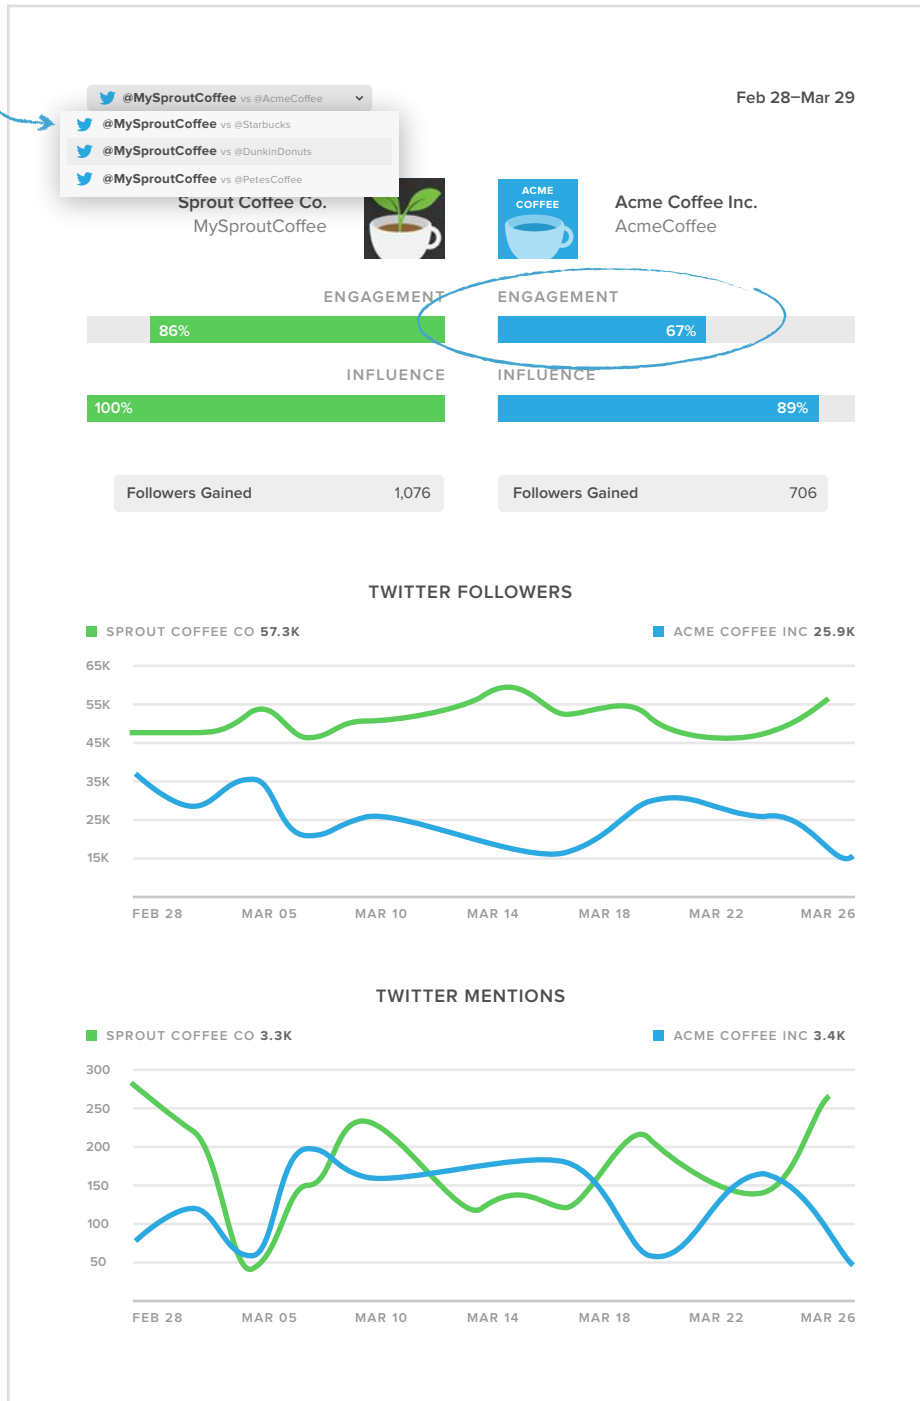 @MySproutCoffee vs @AcmeCoffee
Feb 28–Mar 29
@MySproutCoffee vs @Starbucks
@MySproutCoffee vs @DunkinDonuts
@MySproutCoffee vs @PetesCoffee
Sprout Coffee Co.
MySproutCoffee
ACME
COFFEE
Acme Coffee Inc.
AcmeCoffee
ENGAGEMENT
ENGAGEMENT
86%
67%
INFLUENCE
INFLUENCE
100%
89%
Followers Gained 1,076
Followers Gained 706
TWITTER FOLLOWERS
SPROUT COFFEE CO 57.3K
ACME COFFEE INC 25.9K
65K
55K
45K
35K
25K
15K
FEB 28 MAR 05 MAR 10 MAR 14 MAR 18 MAR 22 MAR 26
TWITTER MENTIONS
SPROUT COFFEE CO 3.3K
ACME COFFEE INC 3.4K
300
250
200
150
100
50
FEB 28 MAR 05 MAR 10 MAR 14 MAR 18 MAR 22 MAR 26